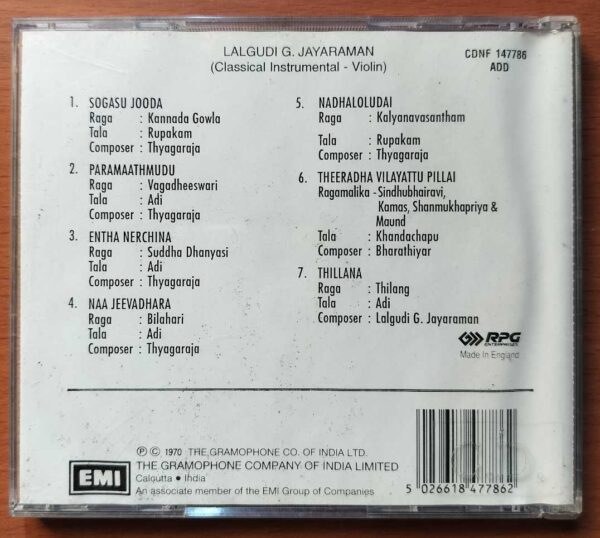 LALGUDI G. JAYARAMAN
(Classical Instrumental - Violin)
CDNF 147786
ADD
1. SOGASU JOODA
Raga : Kannada Gowla
Tala : Rupakam
Composer : Thyagaraja
2. PARAMAATHMUDU
Raga : Vagadheeswari
Tala : Adi
Composer : Thyagaraja
3. ENTHA NERCHINA
Raga : Suddha Dhanyasi
Tala : Adi
Composer : Thyagaraja
4. NAA JEEVADHARA
Raga : Bilahari
Tala : Adi
Composer : Thyagaraja
5. NADHALOLUDAI
Raga : Kalyanavasantham
Tala : Rupakam
Composer : Thyagaraja
6. THEERADHA VILAYATTU PILLAI
Ragamalika - Sindhubhairavi,
Kamas, Shanmukhapriya &
Maund
Tala : Khandachapu
Composer : Bharathiyar
7. THILLANA
Raga : Thilang
Tala : Adi
Composer : Lalgudi G. Jayaraman
RPG
ENTERPRISES
Made In England
℗ © 1970 THE GRAMOPHONE CO. OF INDIA LTD.
EMI
THE GRAMOPHONE COMPANY OF INDIA LIMITED
Calcutta • India
An associate member of the EMI Group of Companies
5 026618 477862